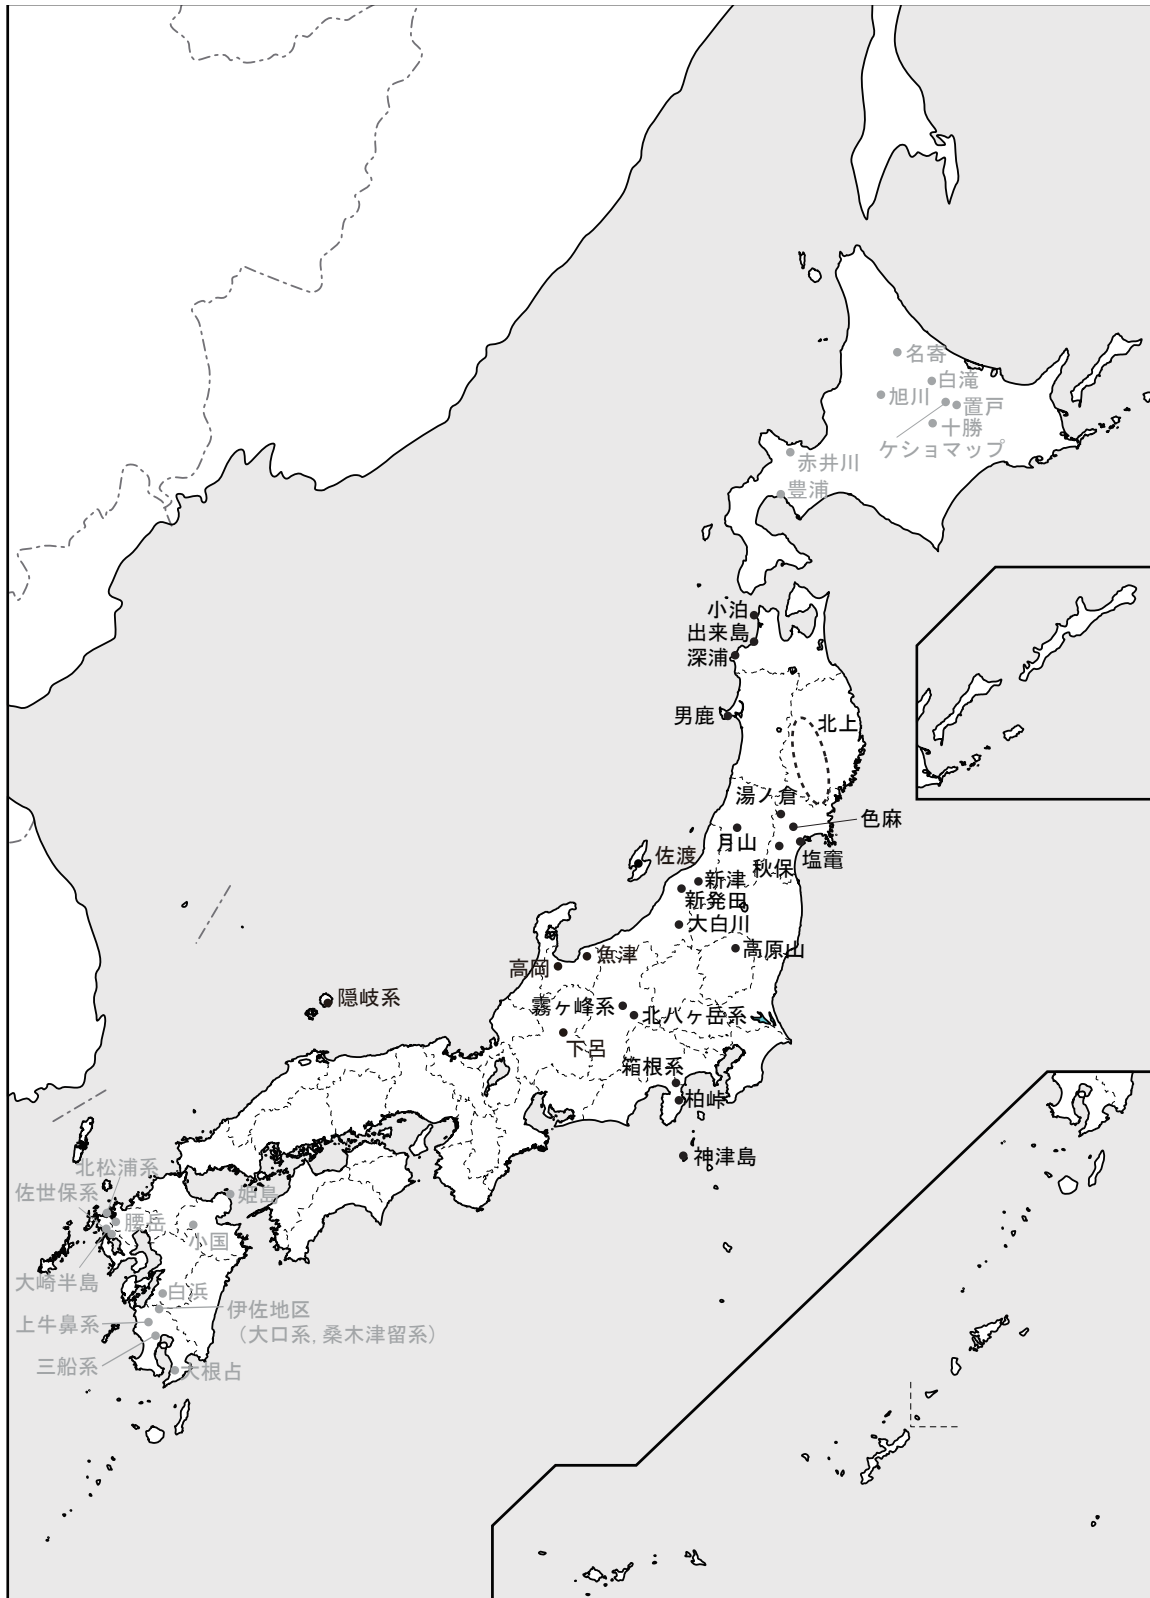 名寄
白滝
旭川
置戸
十勝
ケショマップ
赤井川
豊浦
小泊
出来島
深浦
男鹿
北上
湯ノ倉
色麻
月山
塩竈
秋保
佐渡
新津
新発田
大白川
高原山
魚津
高岡
隠岐系
霧ヶ峰系
北八ヶ岳系
下呂
箱根系
柏峠
神津島
北松浦系
佐世保系
姫島
腰岳
小国
大崎半島
白浜
伊佐地区
（大口系,桑木津留系）
上牛鼻系
三船系
大根占